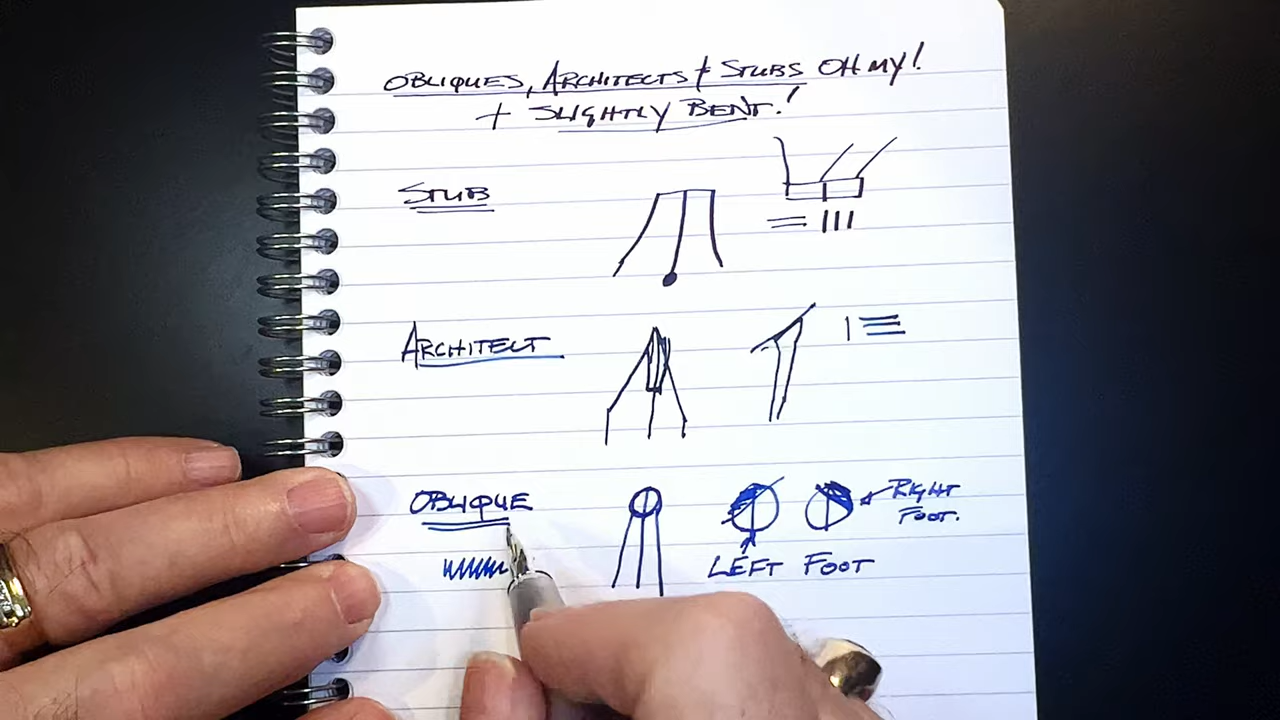 OBLIQUES, ARCHITECTS & STUBS OH MY!
+ SLIGHTLY BENT!
STUB
ARCHITECT
OBLIQUE
RIGHT
FOOT.
LEFT FOOT